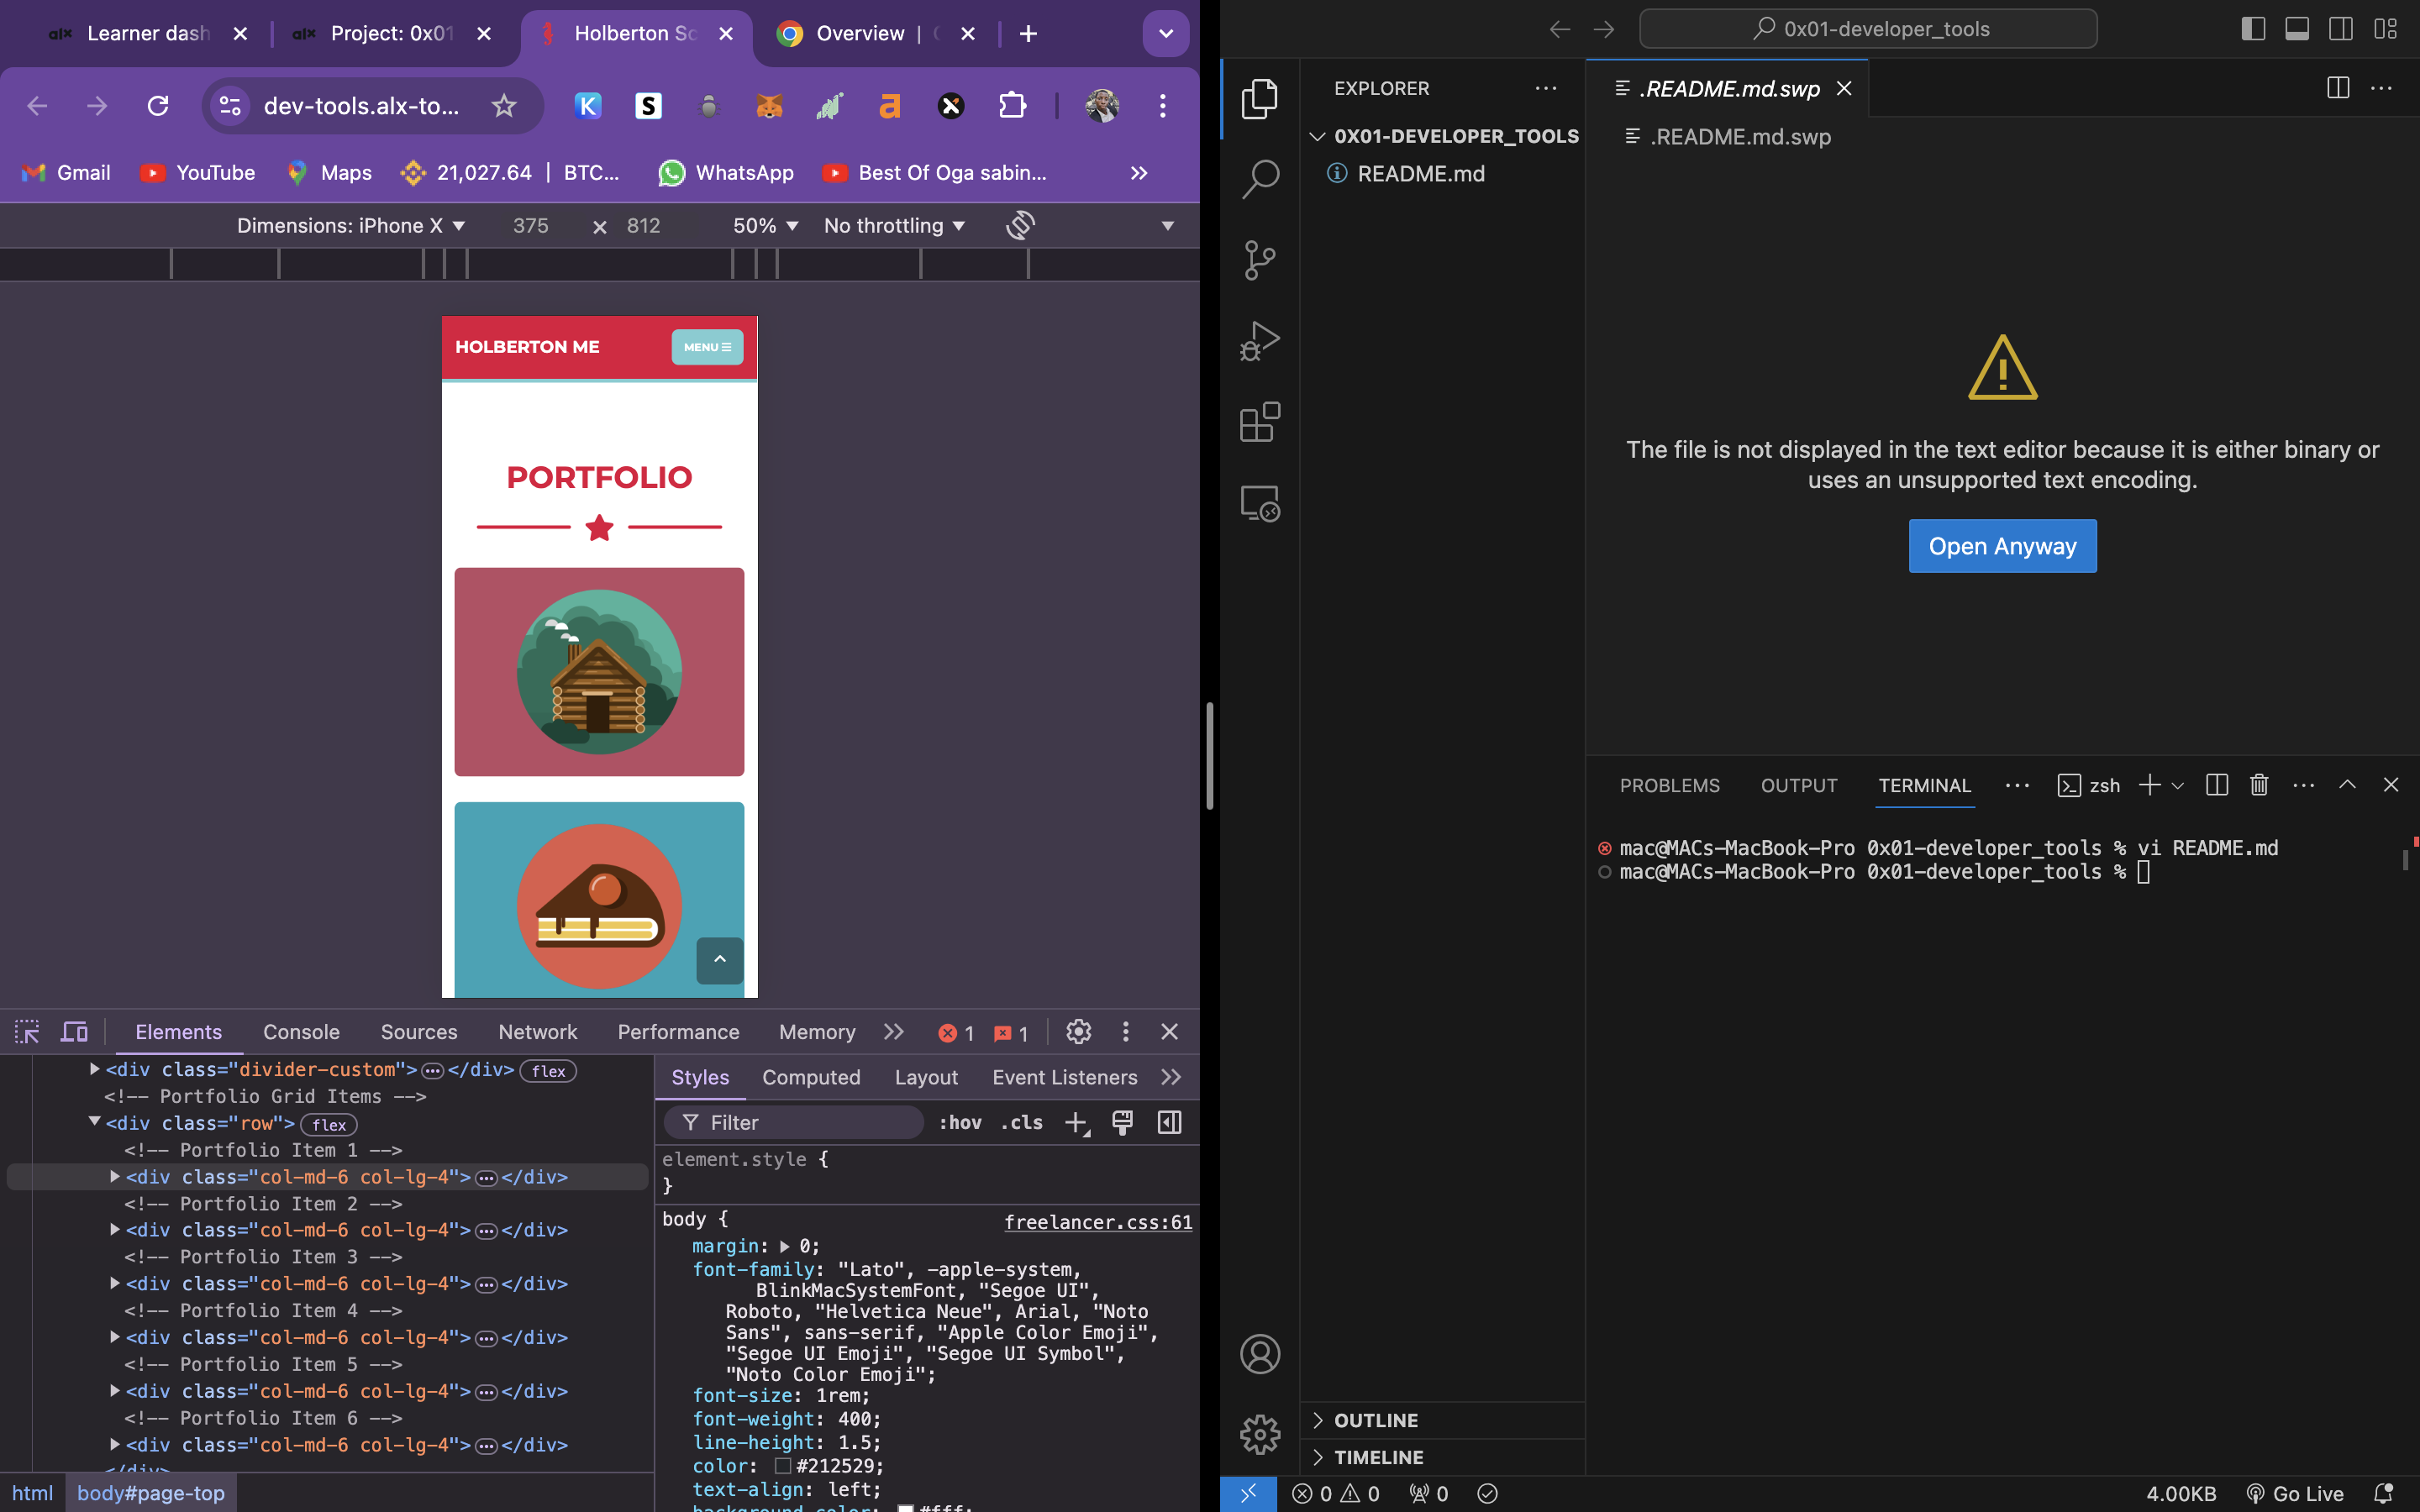 Learner dash
Project: 0x01
Holberton Sc
Overview |
dev-tools.alx-to...
Gmail
YouTube
Maps
21,027.64 | BTC...
WhatsApp
Best Of Oga sabin...
Dimensions: iPhone X
375
×
812
50%
No throttling
HOLBERTON ME
MENU
PORTFOLIO
Elements
Console
Sources
Network
Performance
Memory
1
1
<div class="divider-custom">…</div> flex
<!-- Portfolio Grid Items -->
<div class="row"> flex
<!-- Portfolio Item 1 -->
<div class="col-md-6 col-lg-4">…</div>
<!-- Portfolio Item 2 -->
<div class="col-md-6 col-lg-4">…</div>
<!-- Portfolio Item 3 -->
<div class="col-md-6 col-lg-4">…</div>
<!-- Portfolio Item 4 -->
<div class="col-md-6 col-lg-4">…</div>
<!-- Portfolio Item 5 -->
<div class="col-md-6 col-lg-4">…</div>
<!-- Portfolio Item 6 -->
<div class="col-md-6 col-lg-4">…</div>
</div>
html
body#page-top
Styles
Computed
Layout
Event Listeners
Filter
:hov
.cls
element.style {
}
body {
freelancer.css:61
margin: 0;
font-family: "Lato", -apple-system,
BlinkMacSystemFont, "Segoe UI",
Roboto, "Helvetica Neue", Arial, "Noto
Sans", sans-serif, "Apple Color Emoji",
"Segoe UI Emoji", "Segoe UI Symbol",
"Noto Color Emoji";
font-size: 1rem;
font-weight: 400;
line-height: 1.5;
color: #212529;
text-align: left;
background-color: #fff;
0x01-developer_tools
EXPLORER
0X01-DEVELOPER_TOOLS
README.md
OUTLINE
TIMELINE
.README.md.swp
.README.md.swp
The file is not displayed in the text editor because it is either binary or
uses an unsupported text encoding.
Open Anyway
PROBLEMS
OUTPUT
TERMINAL
zsh
mac@MACs-MacBook-Pro 0x01-developer_tools % vi README.md
mac@MACs-MacBook-Pro 0x01-developer_tools %
0
0
0
4.00KB
Go Live